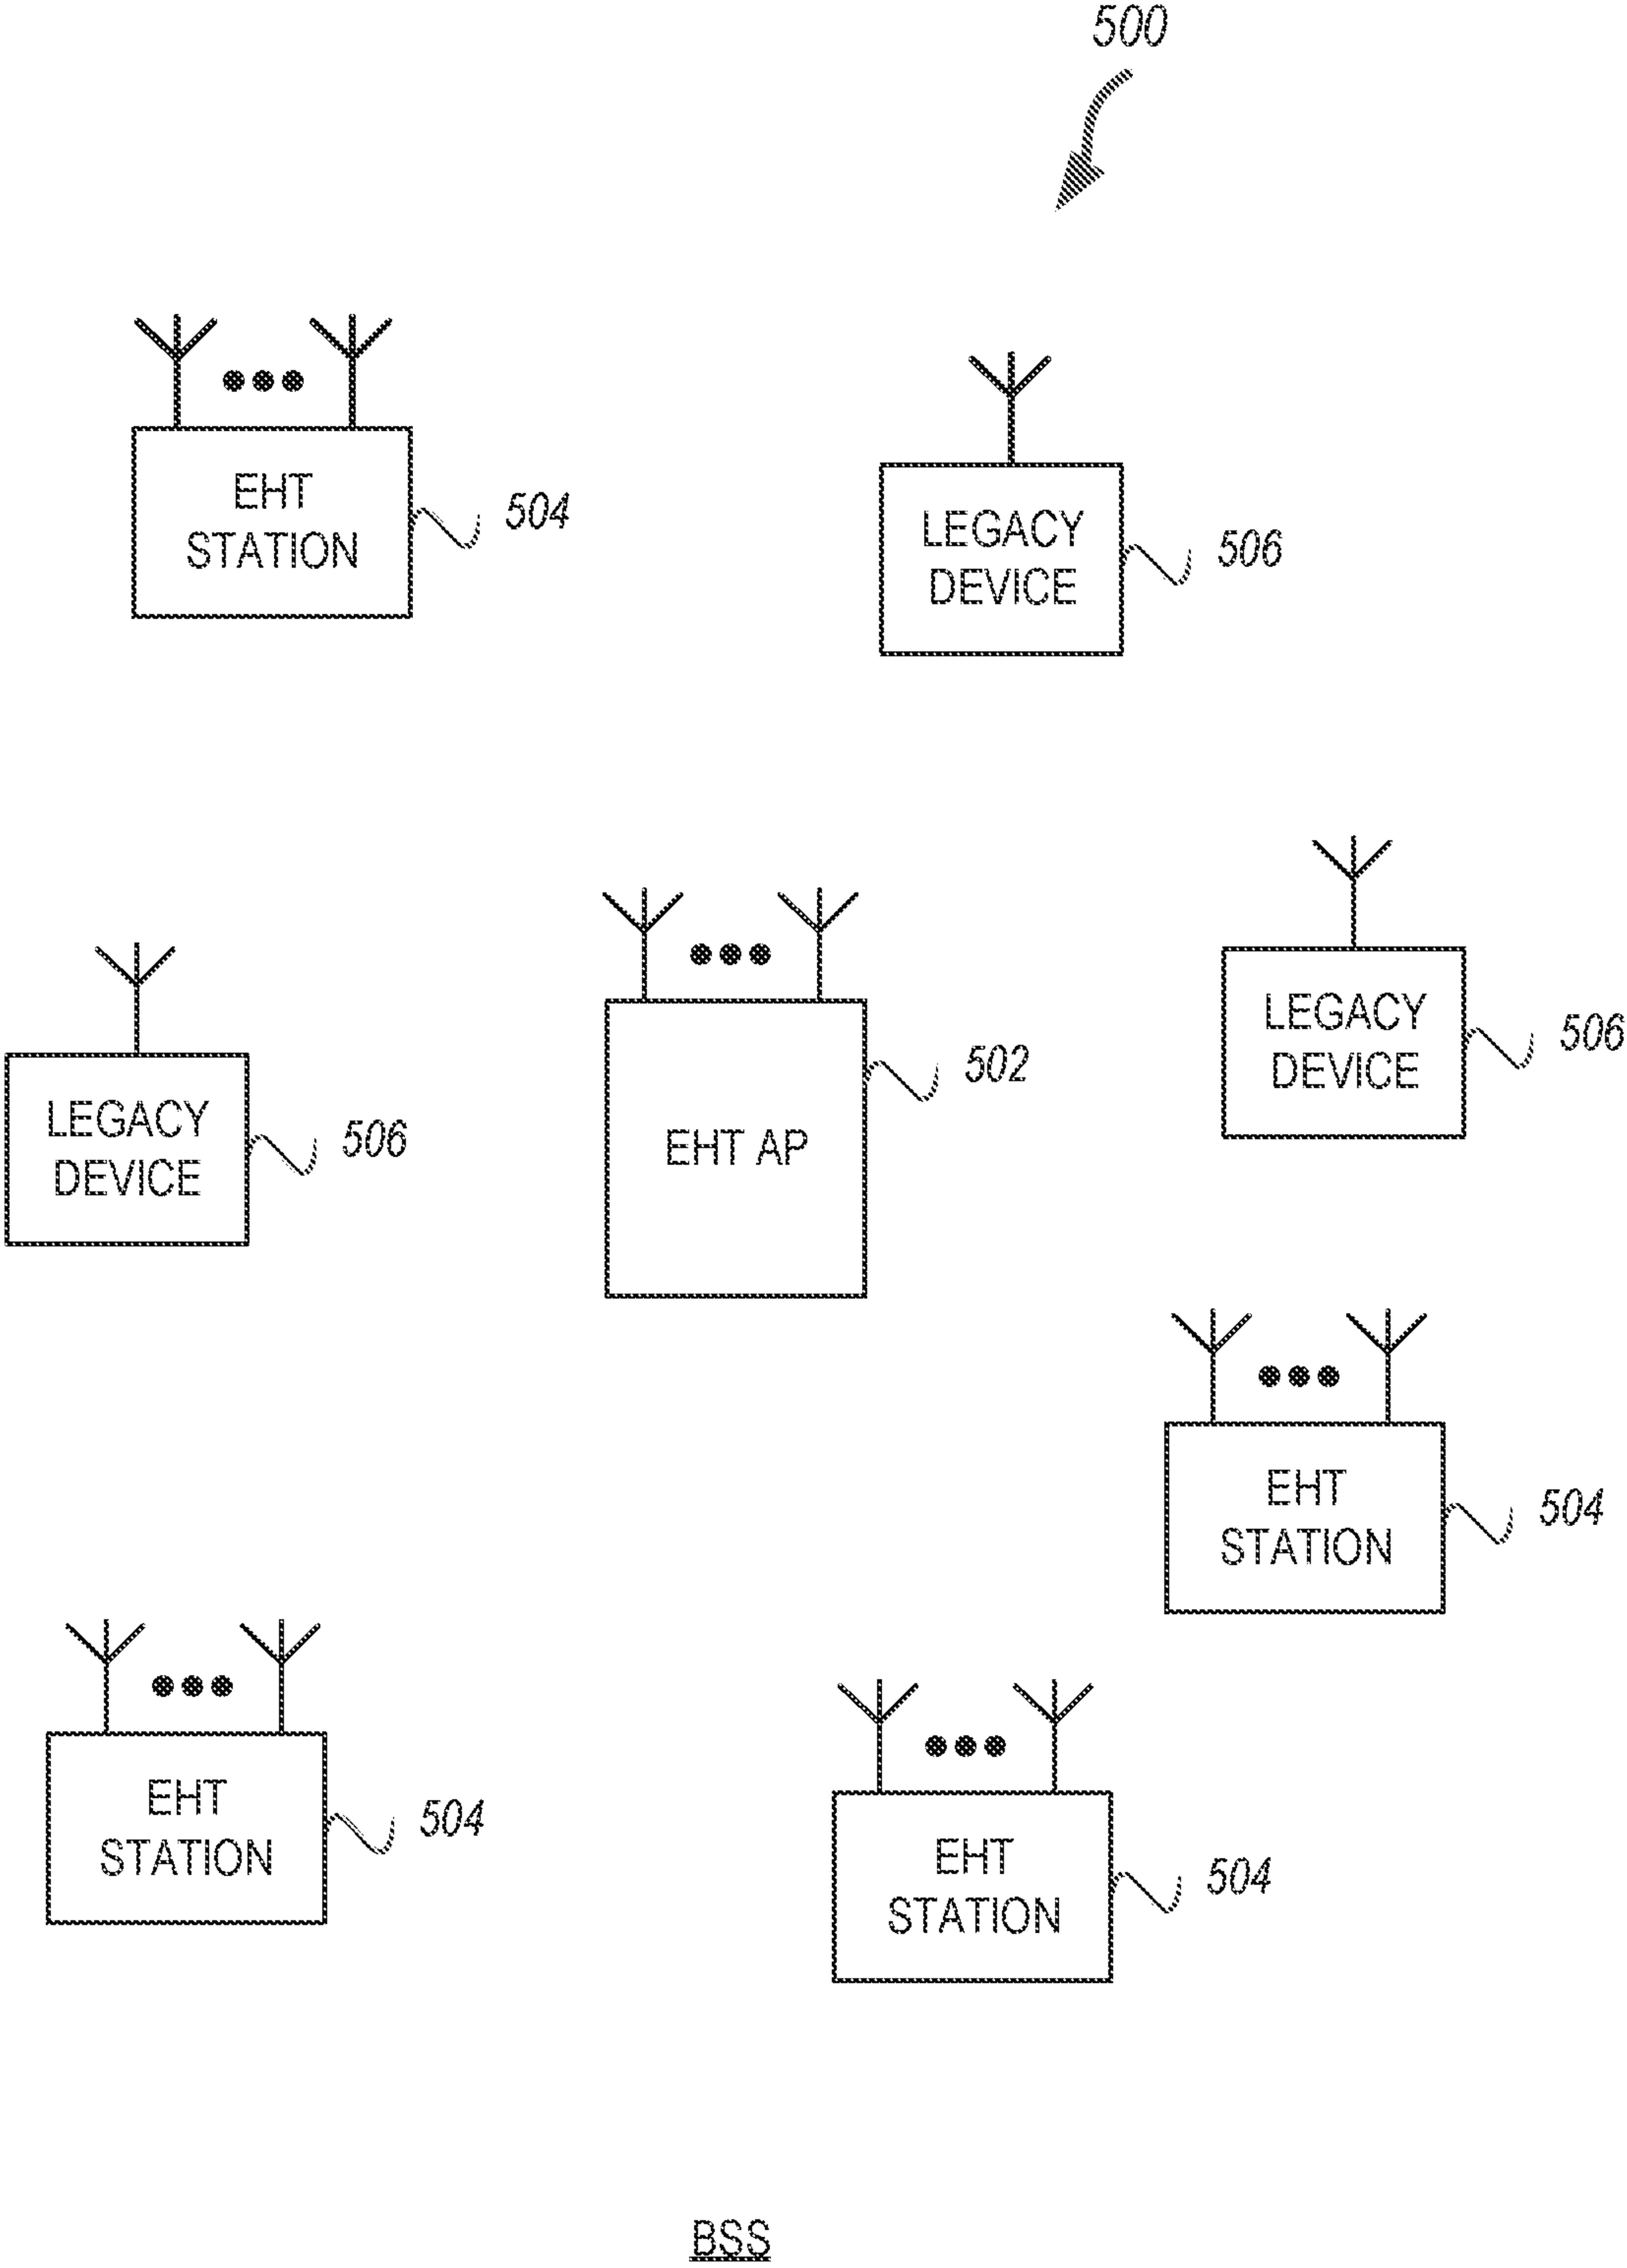 500
EHT
STATION
504
LEGACY
DEVICE
506
LEGACY
DEVICE
506
EHT AP
502
LEGACY
DEVICE
506
EHT
STATION
504
EHT
STATION
504
EHT
STATION
504
BSS